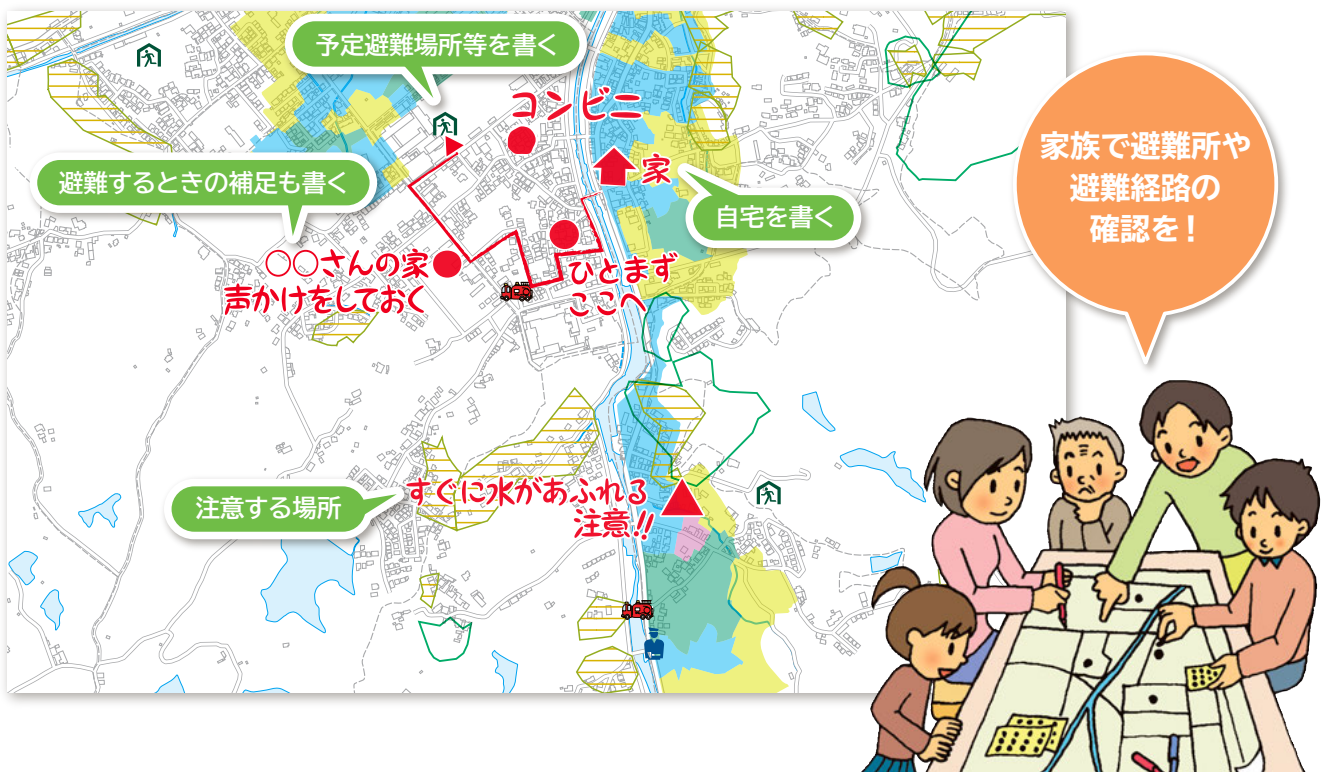 予定避難場所等を書く
コンビニ
家
避難するときの補足も書く
自宅を書く
〇〇さんの家
声かけをしておく
ひとまず
ここへ
すぐに水があふれる
注意!!
注意する場所
家族で避難所や
避難経路の
確認を！